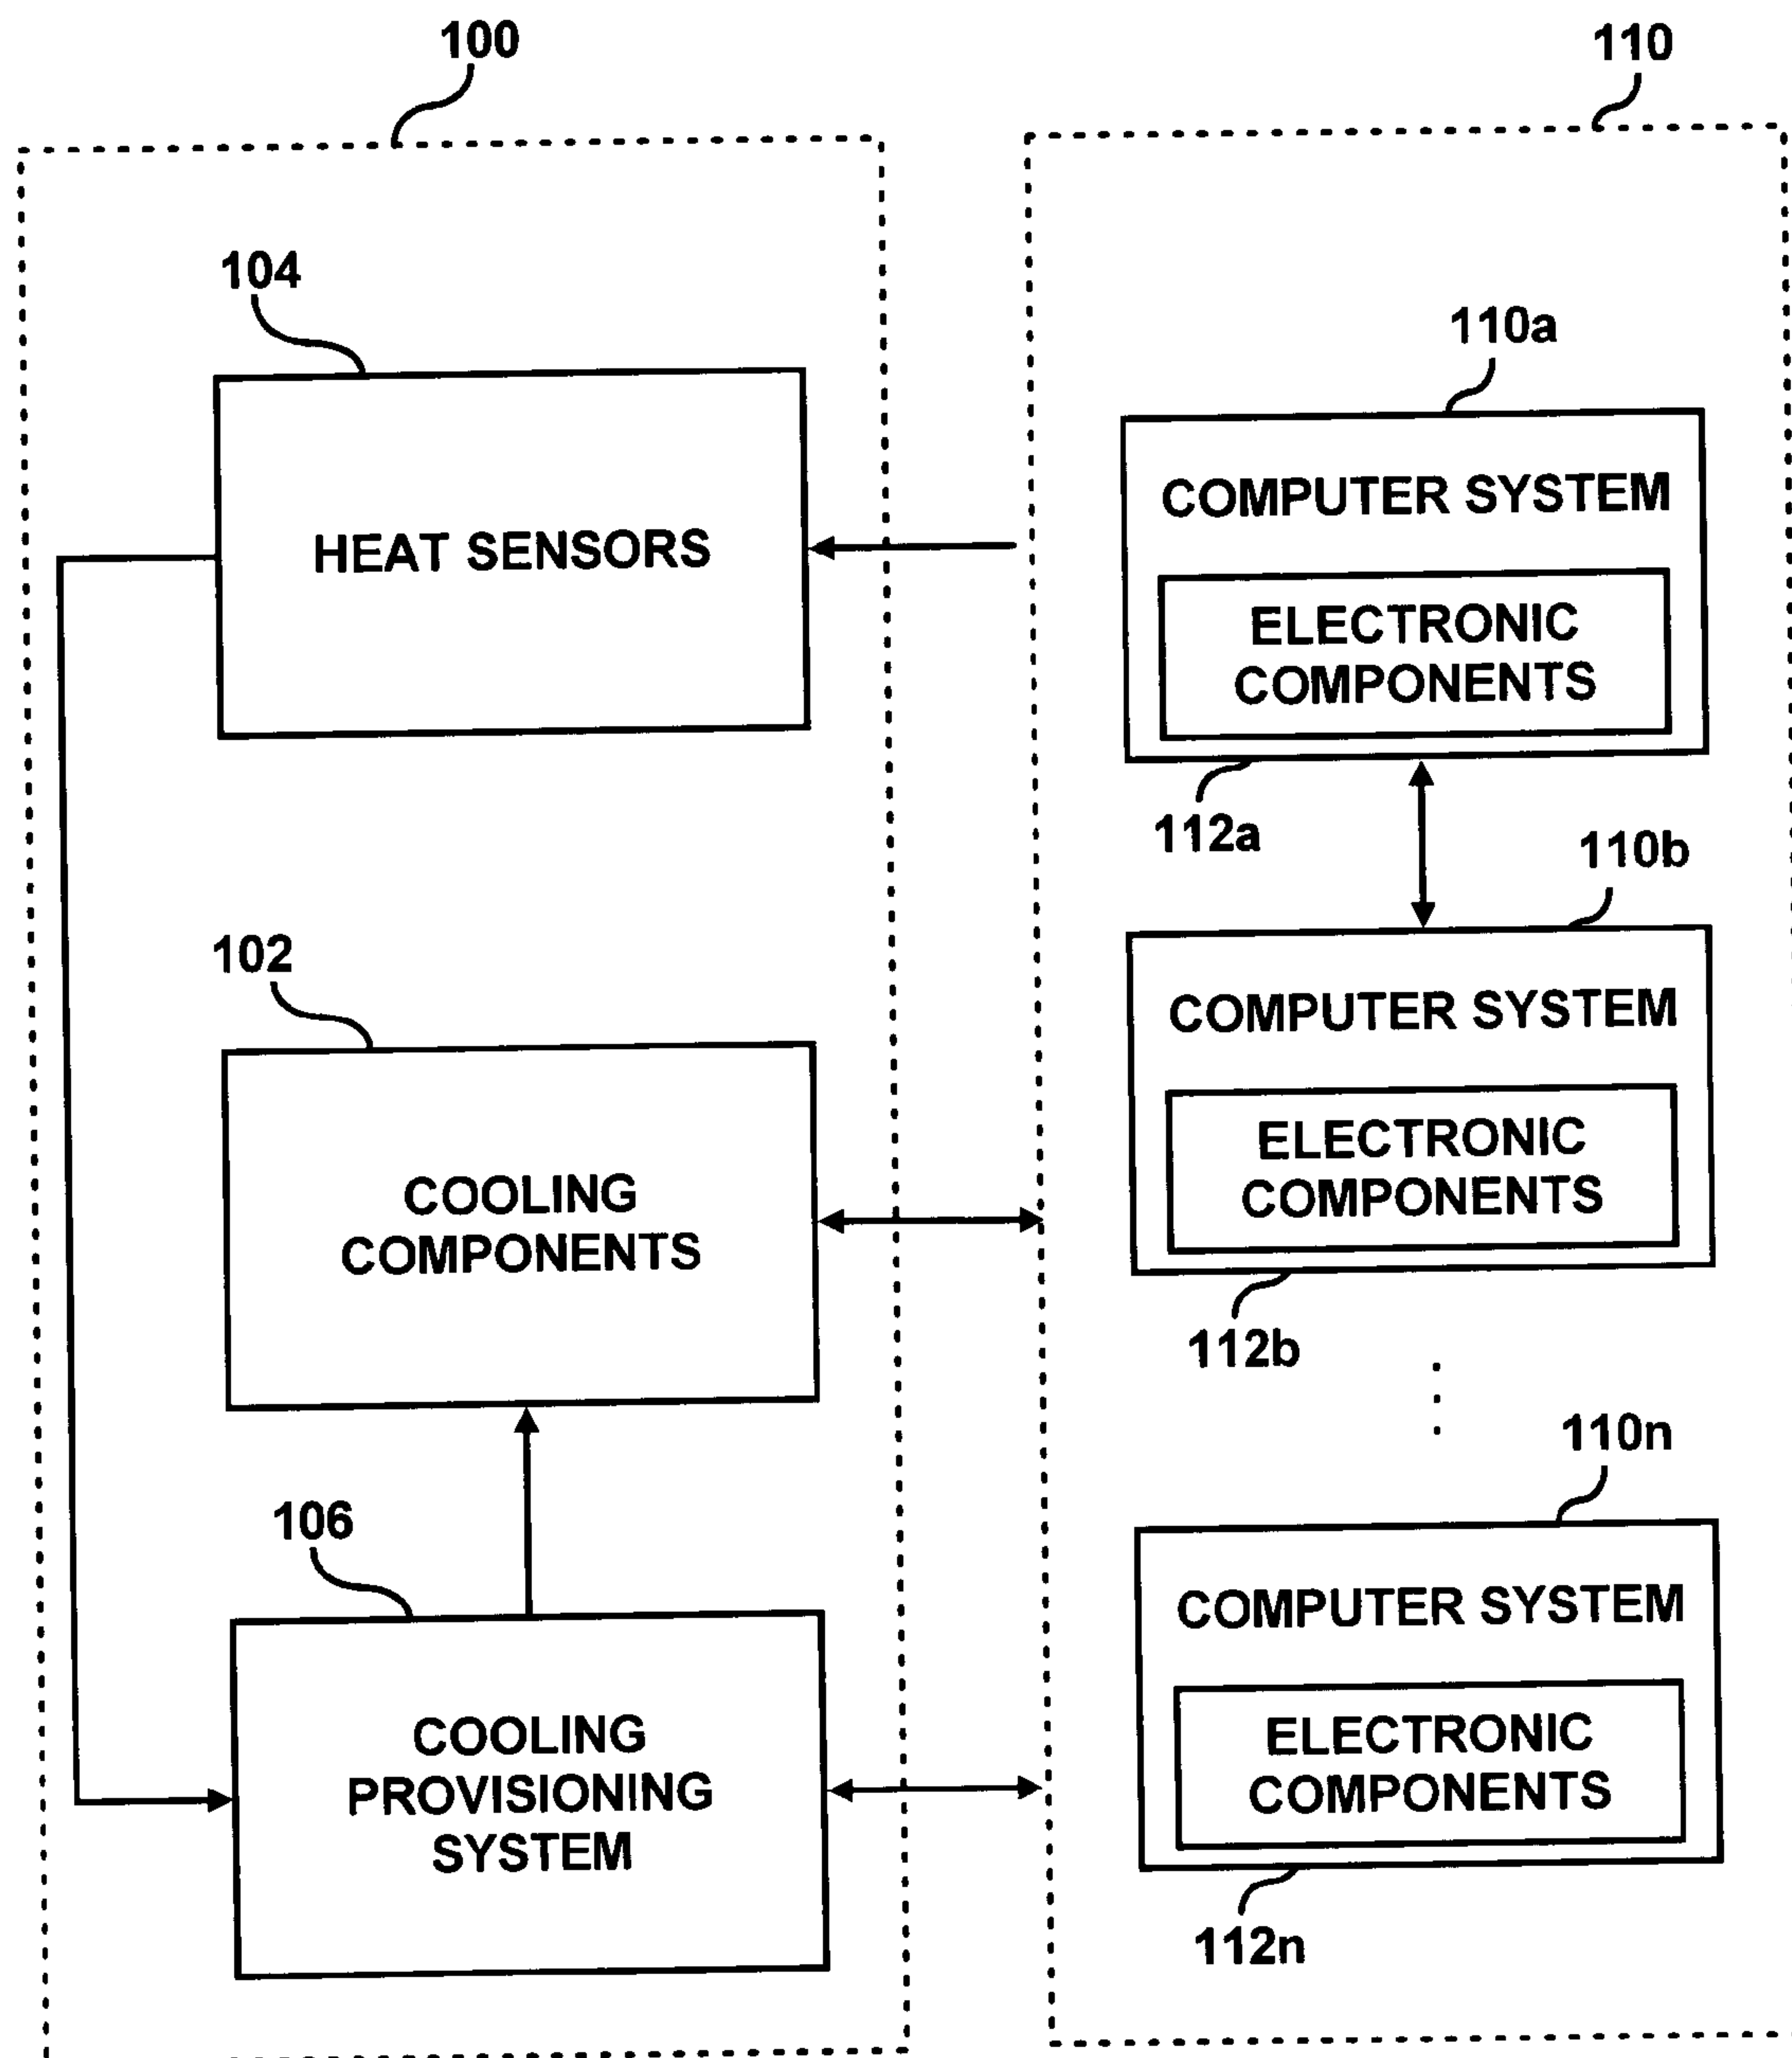 100
110
104
HEAT SENSORS
102
COOLING
COMPONENTS
106
COOLING
PROVISIONING
SYSTEM
110a
COMPUTER SYSTEM
ELECTRONIC
COMPONENTS
112a
110b
COMPUTER SYSTEM
ELECTRONIC
COMPONENTS
112b
110n
COMPUTER SYSTEM
ELECTRONIC
COMPONENTS
112n